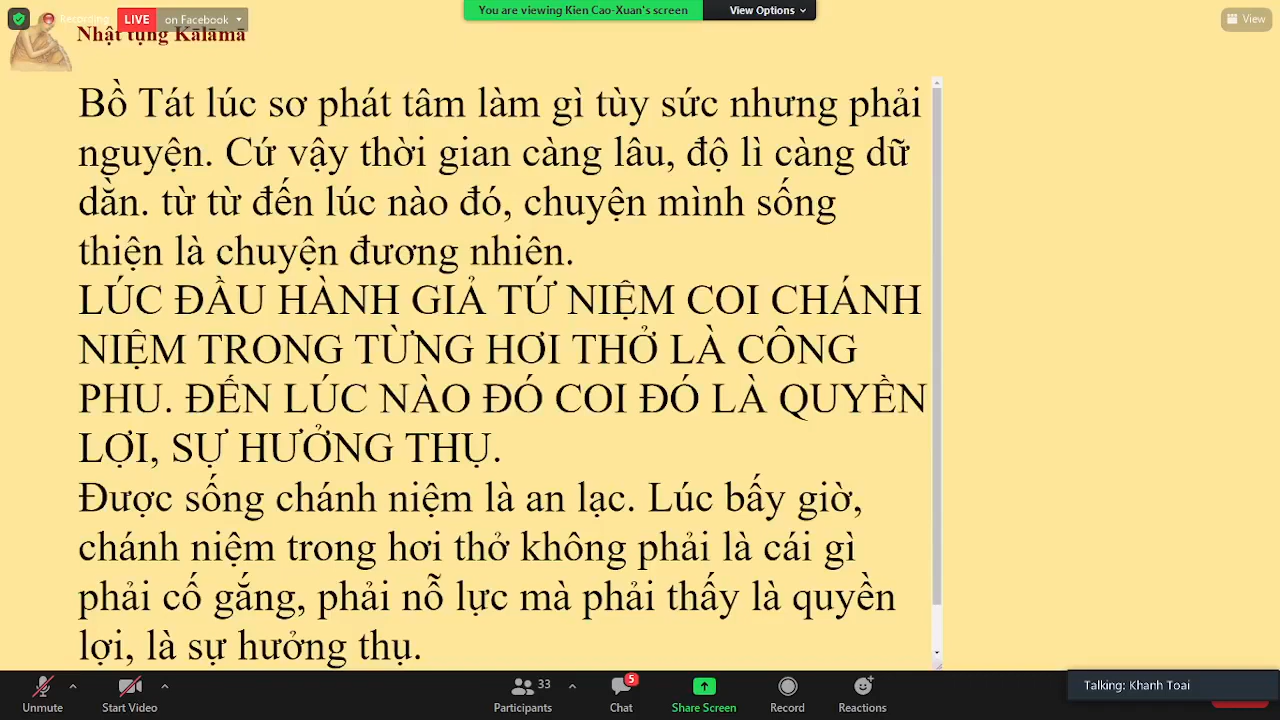 Recording
LIVE on Facebook
You are viewing Kien Cao-Xuan's screen View Options
View
Nhật tụng Kālāmā
Bồ Tát lúc sơ phát tâm làm gì tùy sức nhưng phải
nguyện. Cứ vậy thời gian càng lâu, độ lì càng dữ
dằn. từ từ đến lúc nào đó, chuyện mình sống
thiện là chuyện đương nhiên.
LÚC ĐẦU HÀNH GIẢ TỨ NIỆM COI CHÁNH
NIỆM TRONG TỪNG HƠI THỞ LÀ CÔNG
PHU. ĐẾN LÚC NÀO ĐÓ COI ĐÓ LÀ QUYỀN
LỢI, SỰ HƯỞNG THỤ.
Được sống chánh niệm là an lạc. Lúc bấy giờ,
chánh niệm trong hơi thở không phải là cái gì
phải cố gắng, phải nỗ lực mà phải thấy là quyền
lợi, là sự hưởng thụ.
Talking: Khanh Toai
33
5
Unmute
Start Video
Participants
Chat
Share Screen
Record
Reactions